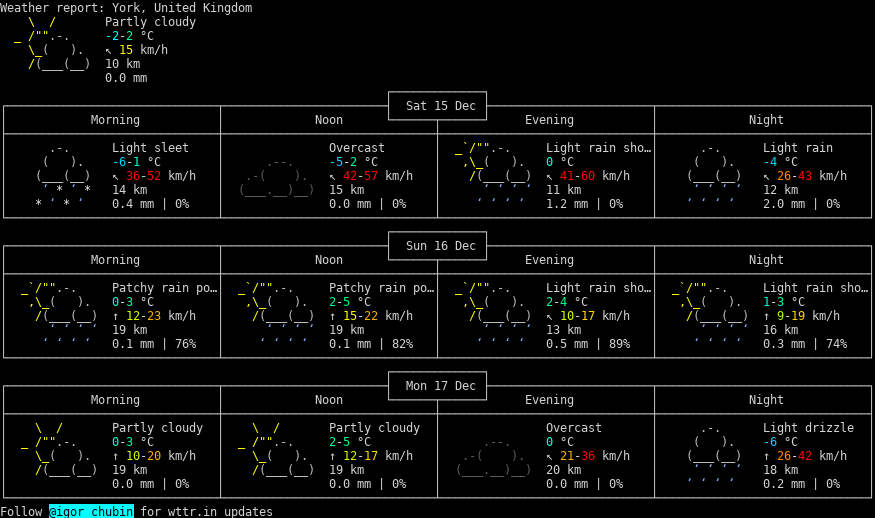 Weather report: York, United Kingdom
Partly cloudy
-2-2 °C
↖ 15 km/h
10 km
0.0 mm
Sat 15 Dec
Morning Noon Evening Night
Light sleet Overcast Light rain sho… Light rain
-6-1 °C -5-2 °C 0 °C -4 °C
↖ 36-52 km/h ↖ 42-57 km/h ↖ 41-60 km/h ↖ 26-43 km/h
14 km 15 km 11 km 12 km
0.4 mm | 0% 0.0 mm | 0% 1.2 mm | 0% 2.0 mm | 0%
Sun 16 Dec
Morning Noon Evening Night
Patchy rain po… Patchy rain po… Light rain sho… Light rain sho…
0-3 °C 2-5 °C 2-4 °C 1-3 °C
↑ 12-23 km/h ↑ 15-22 km/h ↖ 10-17 km/h ↑ 9-19 km/h
19 km 19 km 13 km 16 km
0.1 mm | 76% 0.1 mm | 82% 0.5 mm | 89% 0.3 mm | 74%
Mon 17 Dec
Morning Noon Evening Night
Partly cloudy Partly cloudy Overcast Light drizzle
0-3 °C 2-5 °C 0 °C -6 °C
↑ 10-20 km/h ↑ 12-17 km/h ↖ 21-36 km/h ↑ 26-42 km/h
19 km 19 km 20 km 18 km
0.0 mm | 0% 0.0 mm | 0% 0.0 mm | 0% 0.2 mm | 0%
Follow @igor_chubin for wttr.in updates